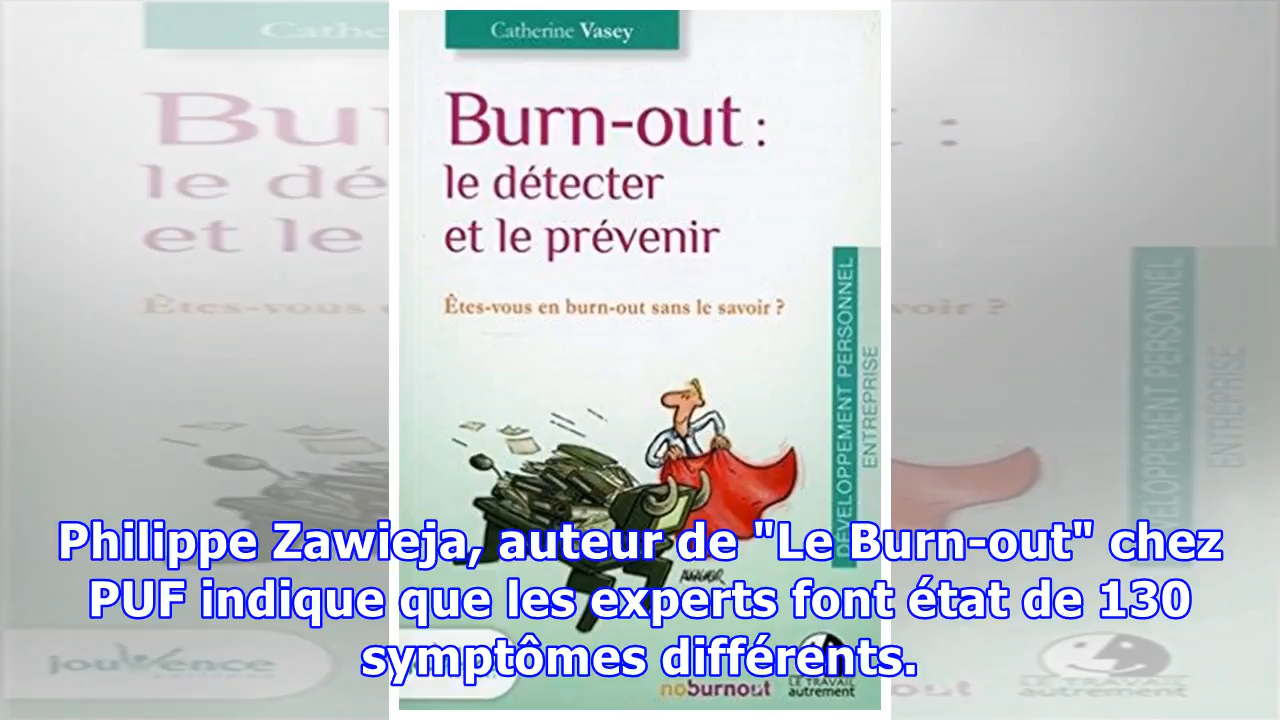 Catherine Vasey
Burn-out :
le détecter
et le prévenir
Êtes-vous en burn-out sans le savoir ?
DÉVELOPPEMENT PERSONNEL
ENTREPRISE
Philippe Zawieja, auteur de "Le Burn-out" chez
PUF indique que les experts font état de 130
symptômes différents.
jouvence
LE TRAVAIL
noburnout autrement